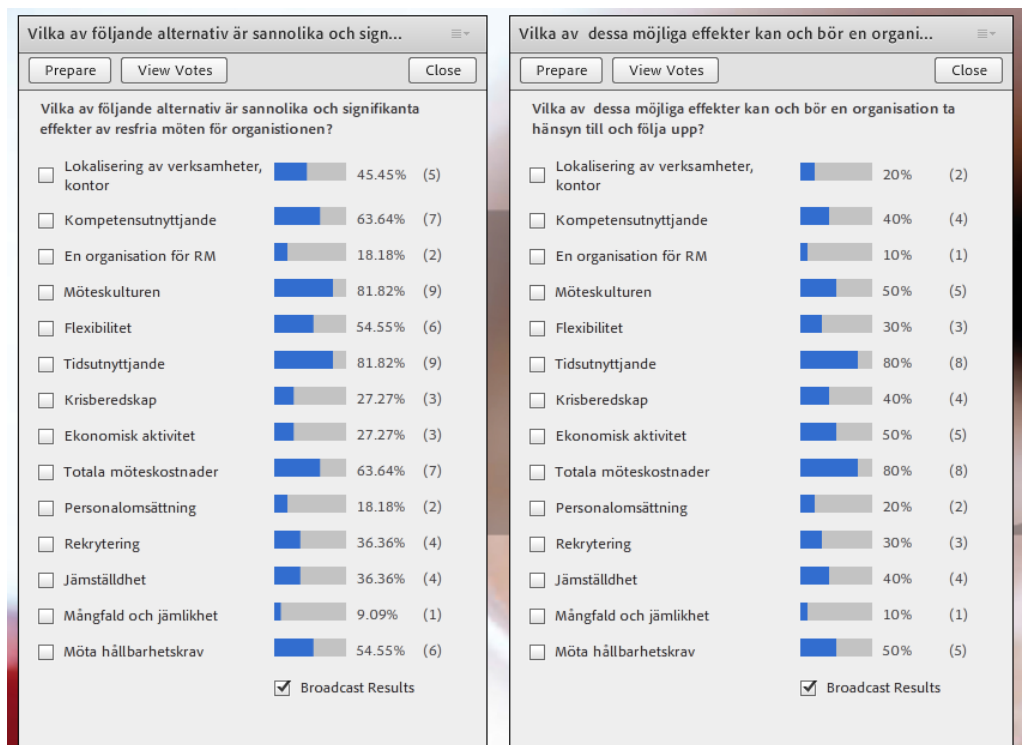 Vilka av följande alternativ är sannolika och sign...
Prepare View Votes Close
Vilka av följande alternativ är sannolika och signifikanta
effekter av resfria möten för organistionen?
Lokalisering av verksamheter,
kontor 45.45% (5)
Kompetensutnyttjande 63.64% (7)
En organisation för RM 18.18% (2)
Möteskulturen 81.82% (9)
Flexibilitet 54.55% (6)
Tidsutnyttjande 81.82% (9)
Krisberedskap 27.27% (3)
Ekonomisk aktivitet 27.27% (3)
Totala möteskostnader 63.64% (7)
Personalomsättning 18.18% (2)
Rekrytering 36.36% (4)
Jämställdhet 36.36% (4)
Mångfald och jämlikhet 9.09% (1)
Möta hållbarhetskrav 54.55% (6)
Broadcast Results
Vilka av  dessa möjliga effekter kan och bör en organi...
Prepare View Votes Close
Vilka av  dessa möjliga effekter kan och bör en organisation ta
hänsyn till och följa upp?
Lokalisering av verksamheter,
kontor 20% (2)
Kompetensutnyttjande 40% (4)
En organisation för RM 10% (1)
Möteskulturen 50% (5)
Flexibilitet 30% (3)
Tidsutnyttjande 80% (8)
Krisberedskap 40% (4)
Ekonomisk aktivitet 50% (5)
Totala möteskostnader 80% (8)
Personalomsättning 20% (2)
Rekrytering 30% (3)
Jämställdhet 40% (4)
Mångfald och jämlikhet 10% (1)
Möta hållbarhetskrav 50% (5)
Broadcast Results